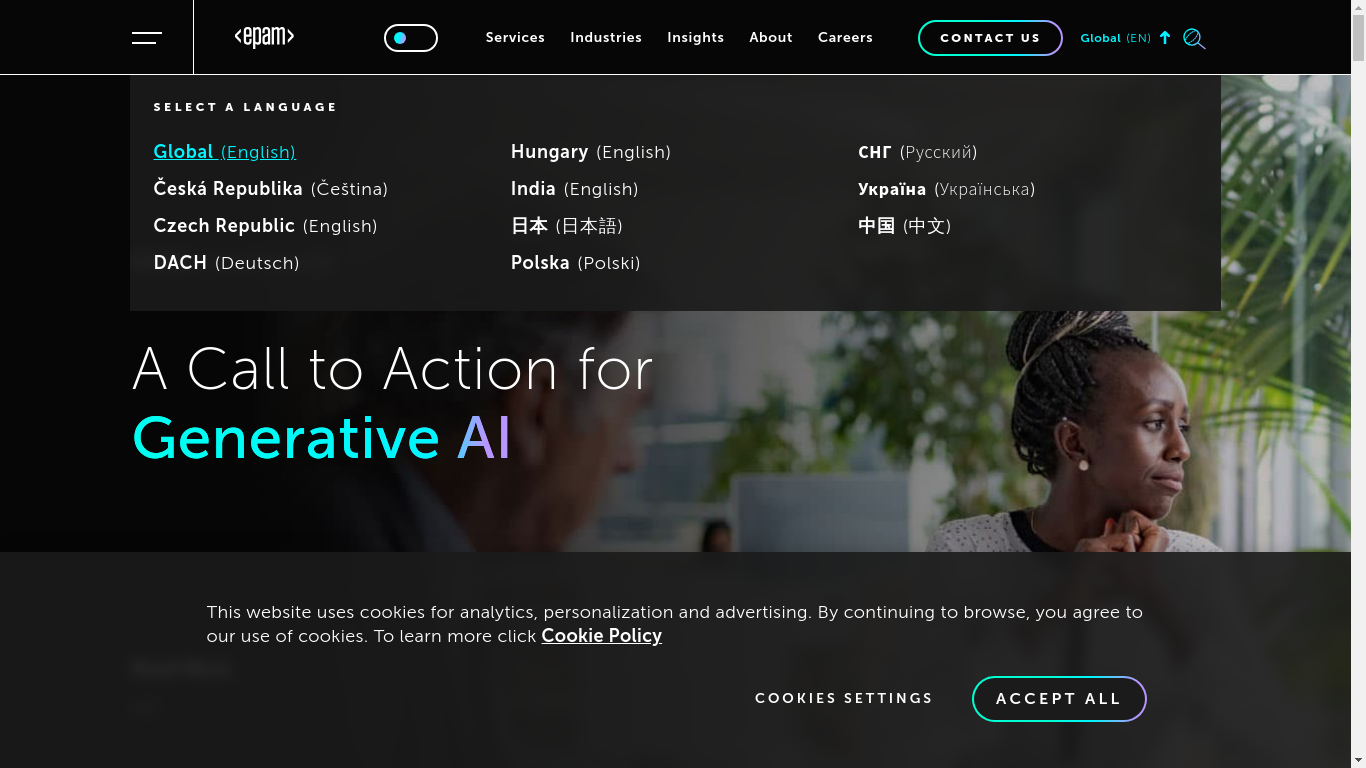 <epam>
Services Industries Insights About Careers CONTACT US Global (EN)
SELECT A LANGUAGE
Global (English)
Česká Republika (Čeština)
Czech Republic (English)
DACH (Deutsch)
Hungary (English)
India (English)
日本 (日本語)
Polska (Polski)
СНГ (Русский)
Україна (Українська)
中国 (中文)
A Call to Action for
Generative AI
This website uses cookies for analytics, personalization and advertising. By continuing to browse, you agree to
our use of cookies. To learn more click Cookie Policy
COOKIES SETTINGS ACCEPT ALL